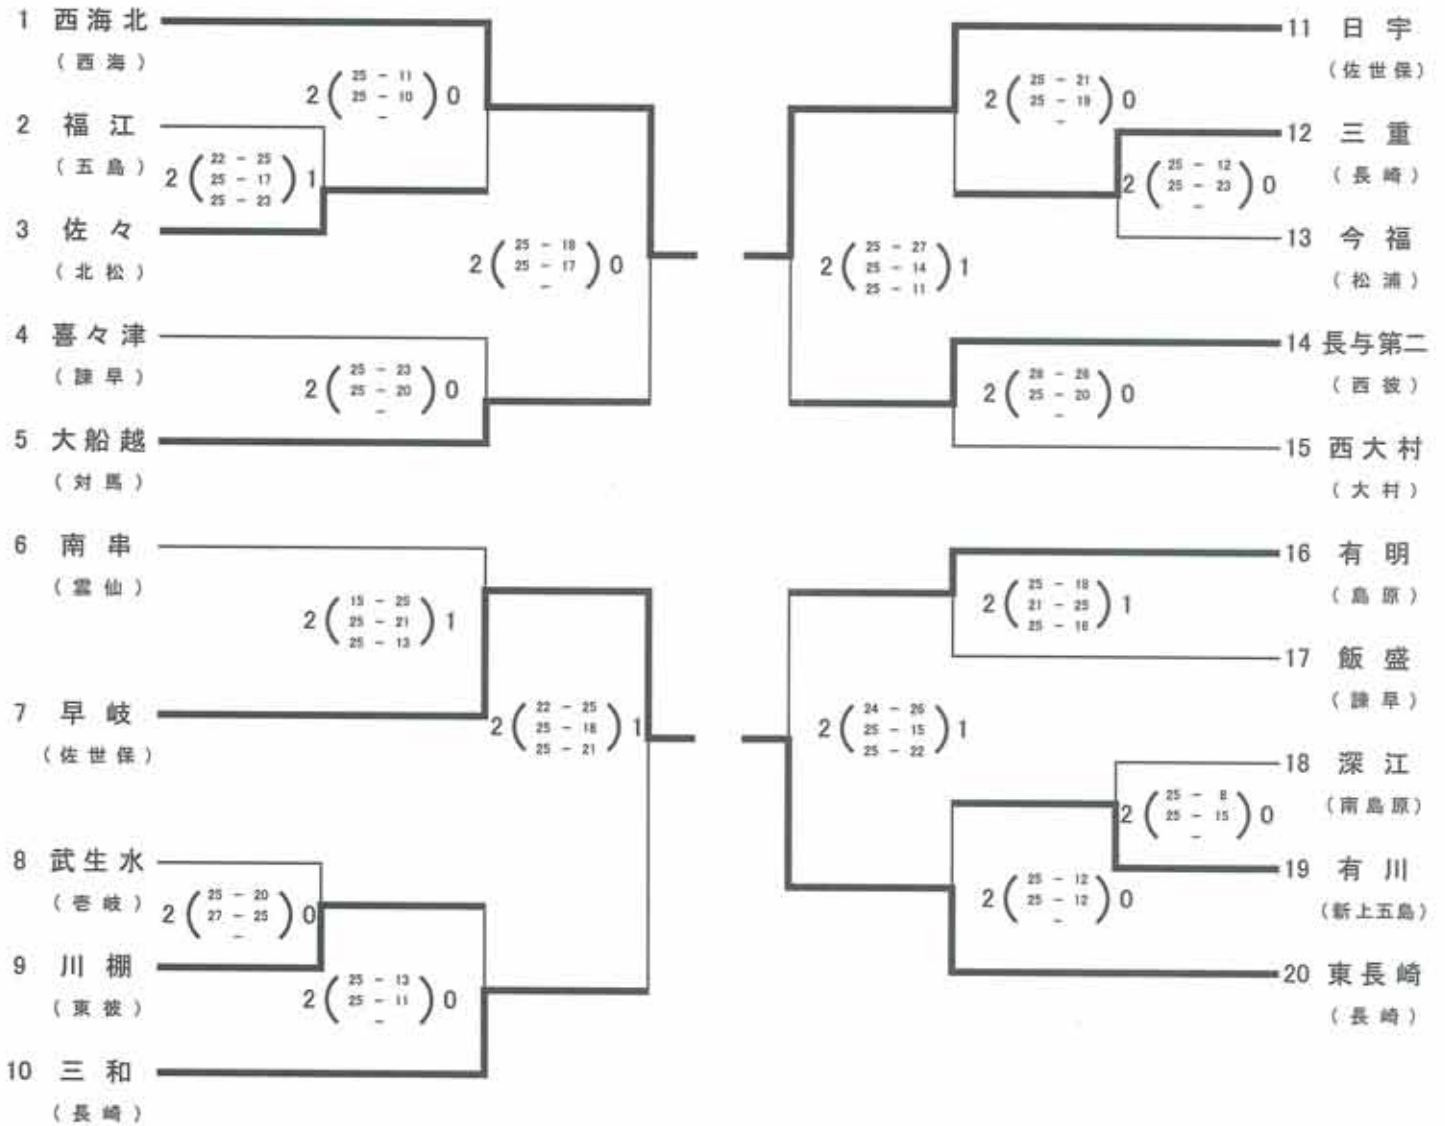 1 西海北
（西海）
2 ( 25 - 11
25 - 10
- ) 0
2 福江
（五島）
2 ( 22 - 25
25 - 17
25 - 23 ) 1
3 佐々
（北松）
2 ( 25 - 18
25 - 17
- ) 0
4 喜々津
（諫早）
2 ( 25 - 23
25 - 20
- ) 0
5 大船越
（対馬）
6 南串
（雲仙）
2 ( 15 - 25
25 - 21
25 - 13 ) 1
7 早岐
（佐世保）
2 ( 22 - 25
25 - 18
25 - 21 ) 1
8 武生水
（壱岐）
2 ( 25 - 20
27 - 25
- ) 0
9 川棚
（東彼）
2 ( 25 - 13
25 - 11
- ) 0
10 三和
（長崎）
11 日宇
（佐世保）
2 ( 25 - 21
25 - 19
- ) 0
12 三重
（長崎）
2 ( 25 - 12
25 - 23
- ) 0
13 今福
（松浦）
2 ( 25 - 27
25 - 14
25 - 11 ) 1
14 長与第二
（西彼）
2 ( 28 - 26
25 - 20
- ) 0
15 西大村
（大村）
16 有明
（島原）
2 ( 25 - 18
21 - 25
25 - 16 ) 1
17 飯盛
（諫早）
2 ( 24 - 26
25 - 15
25 - 22 ) 1
18 深江
（南島原）
2 ( 25 - 8
25 - 15
- ) 0
19 有川
（新上五島）
2 ( 25 - 12
25 - 12
- ) 0
20 東長崎
（長崎）